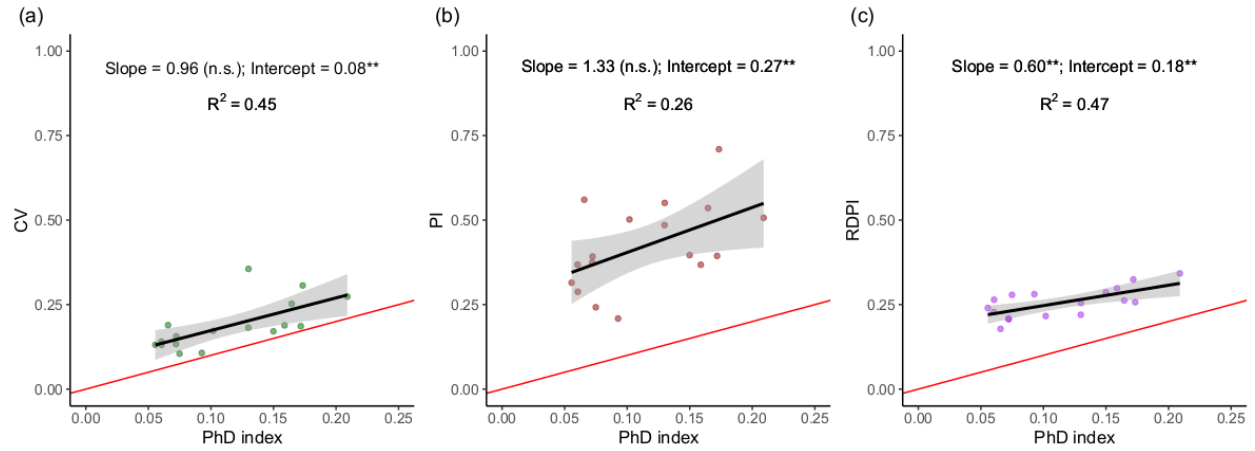 (a)
Slope = 0.96 (n.s.); Intercept = 0.08**
R² = 0.45
1.00
0.75
0.50
0.25
0.00
CV
0.00 0.05 0.10 0.15 0.20 0.25
PhD index
(b)
Slope = 1.33 (n.s.); Intercept = 0.27**
R² = 0.26
1.00
0.75
0.50
0.25
0.00
PI
0.00 0.05 0.10 0.15 0.20 0.25
PhD index
(c)
Slope = 0.60**; Intercept = 0.18**
R² = 0.47
1.00
0.75
0.50
0.25
0.00
RDPI
0.00 0.05 0.10 0.15 0.20 0.25
PhD index